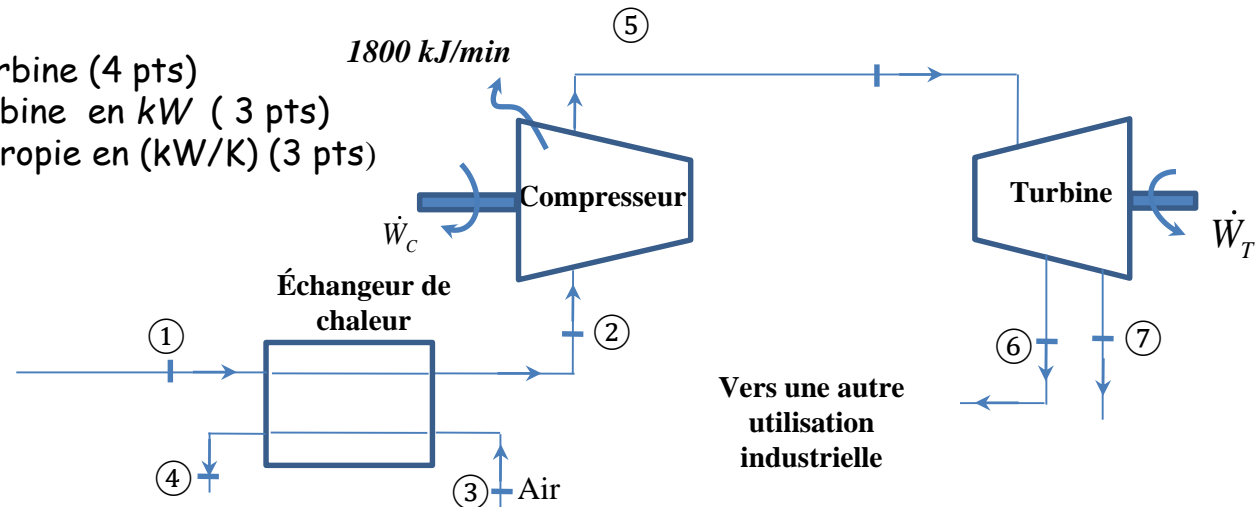 ⑤
1800 kJ/min
rbine (4 pts)
bine en kW ( 3 pts)
ropie en (kW/K) (3 pts)
Compresseur
Turbine
Ẇ_C
Ẇ_T
Échangeur de
chaleur
①
②
⑥
⑦
Vers une autre
utilisation
industrielle
④
③ Air